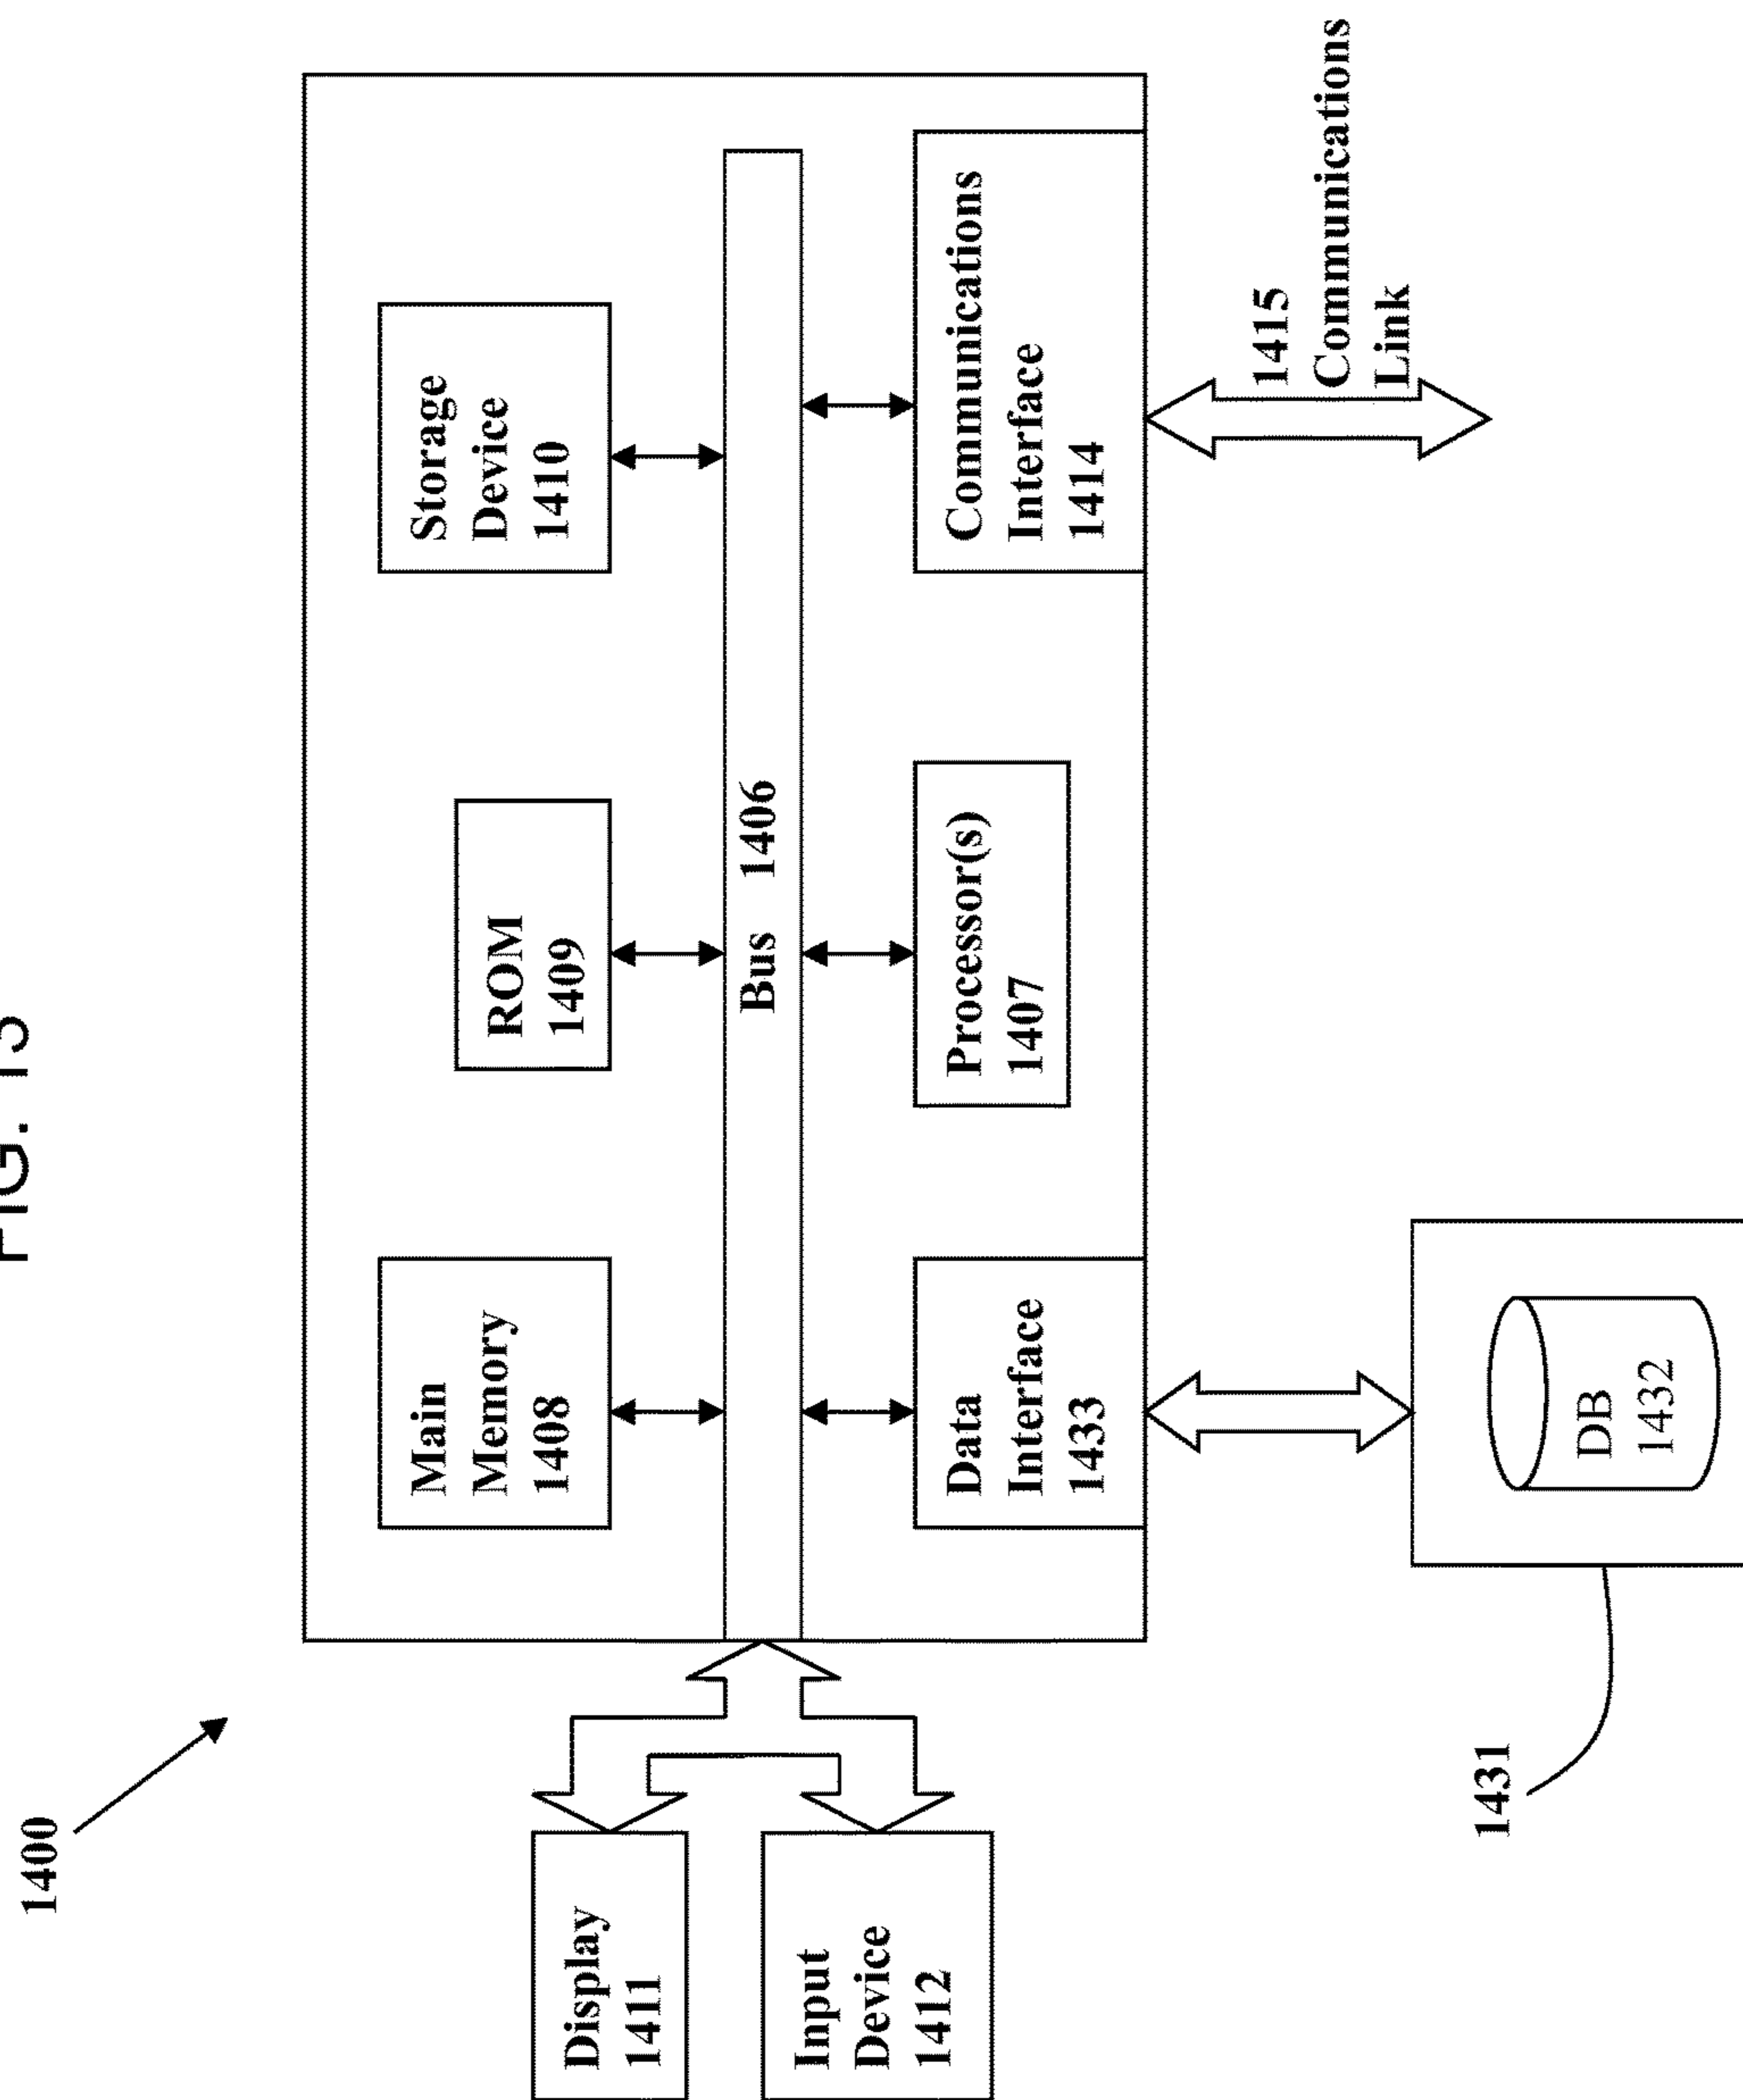 FIG. 15
1400
Display
1411
Input
Device
1412
Main
Memory
1408
ROM
1409
Storage
Device
1410
Bus 1406
Data
Interface
1433
Processor(s)
1407
Communications
Interface
1414
1415
Communications
Link
1431
DB
1432